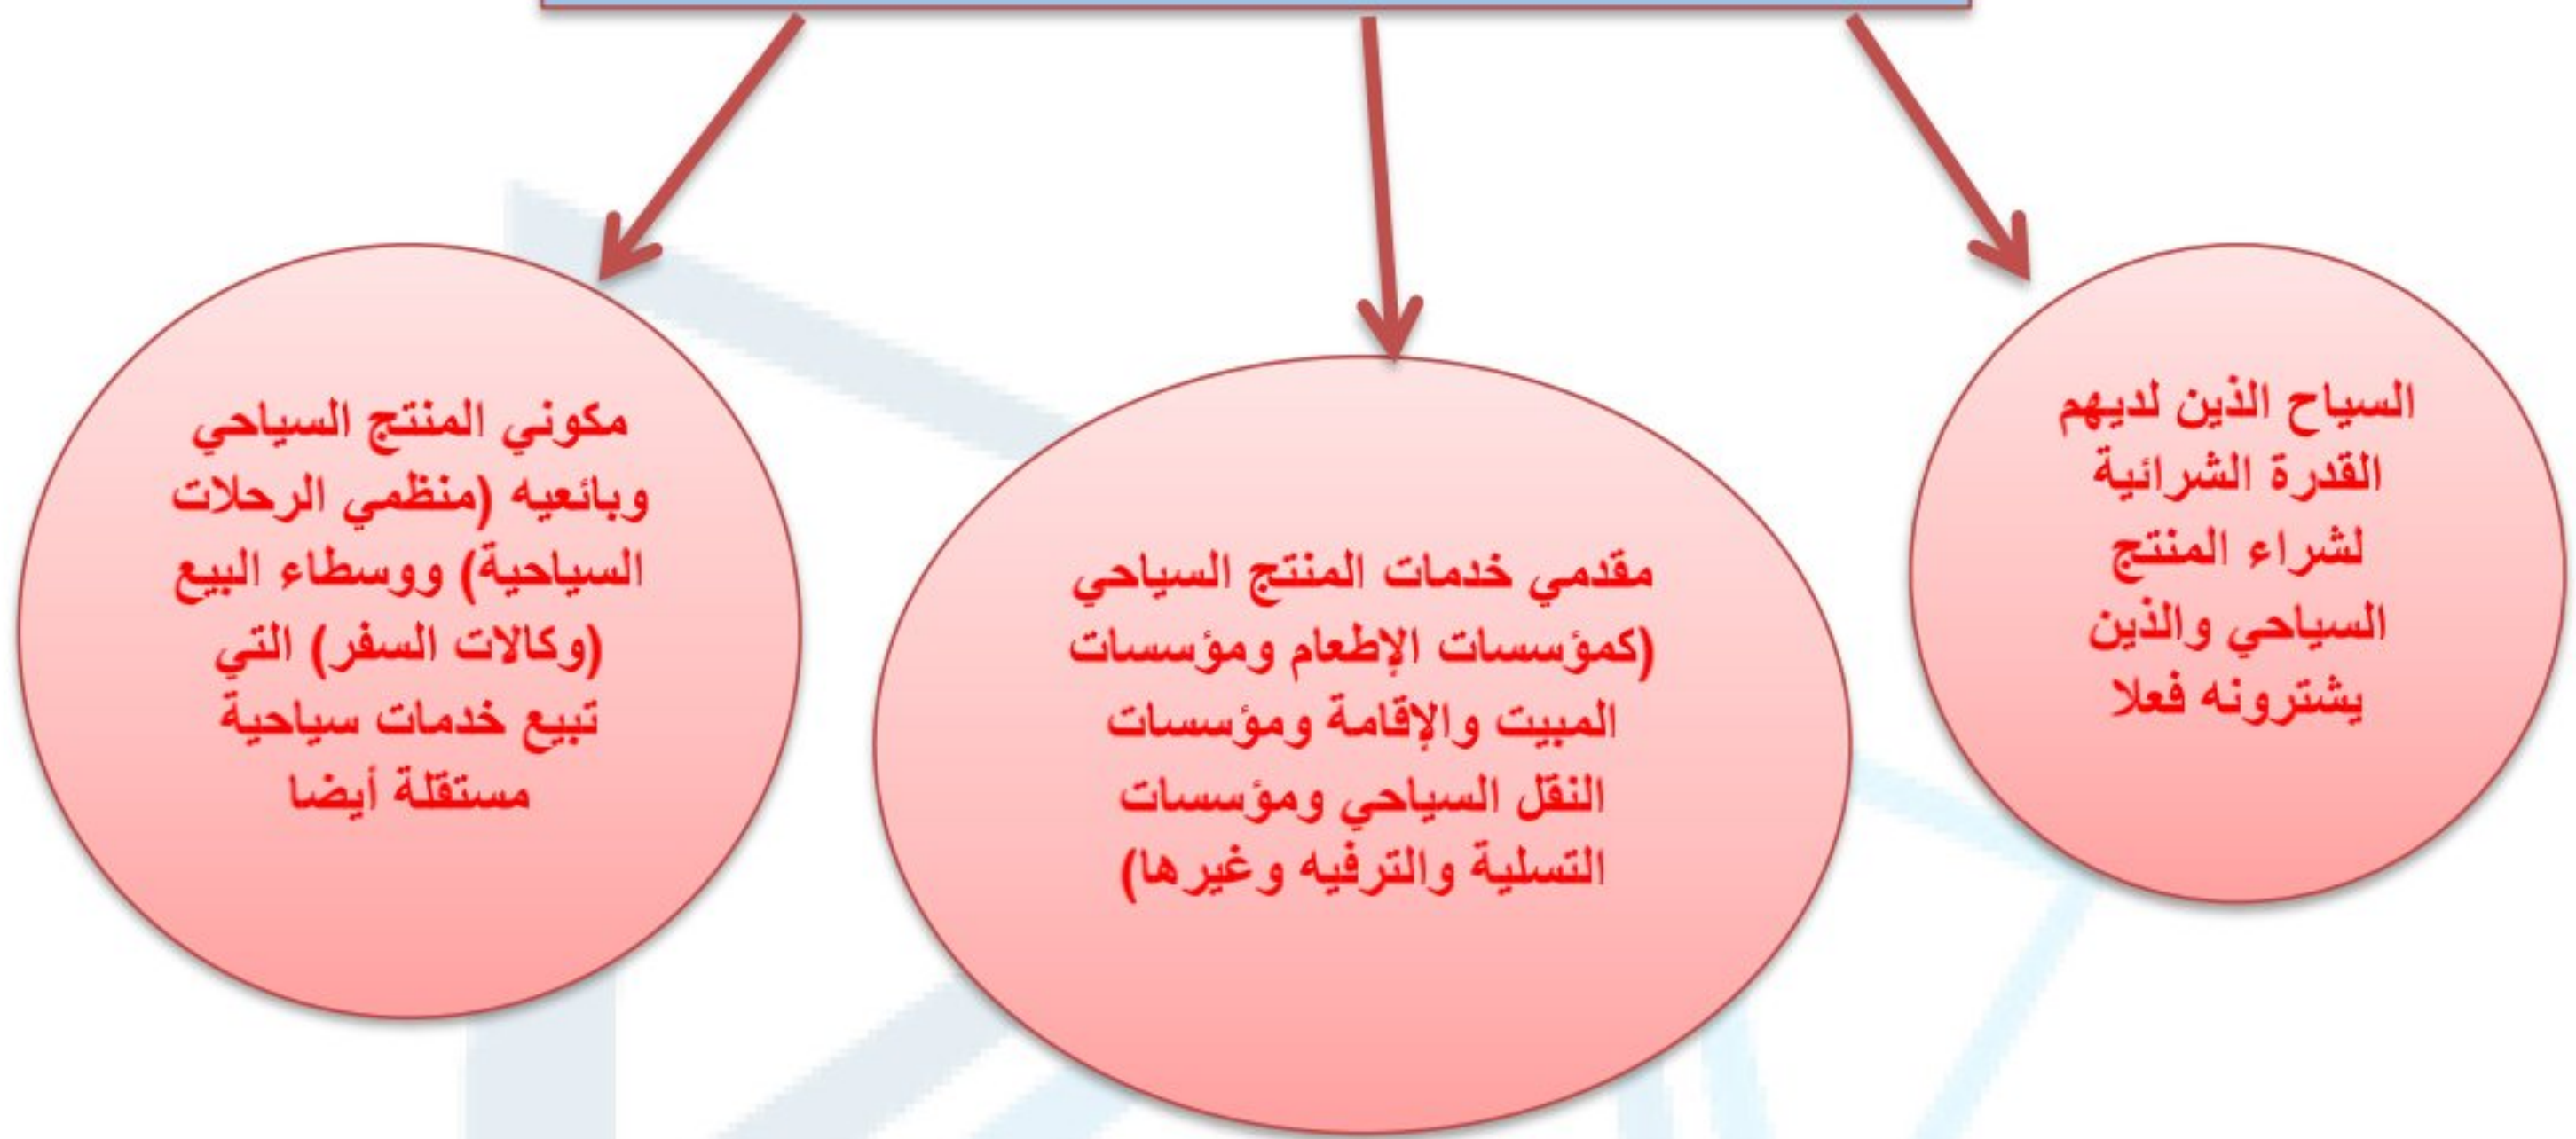 السياح الذين لديهم
القدرة الشرائية
لشراء المنتج
السياحي والذين
يشترونه فعلا
مقدمي خدمات المنتج السياحي
(كمؤسسات الإطعام ومؤسسات
المبيت والإقامة ومؤسسات
النقل السياحي ومؤسسات
التسلية والترفيه وغيرها)
مكوني المنتج السياحي
وبائعيه (منظمي الرحلات
السياحية) ووسطاء البيع
(وكالات السفر) التي
تبيع خدمات سياحية
مستقلة أيضا